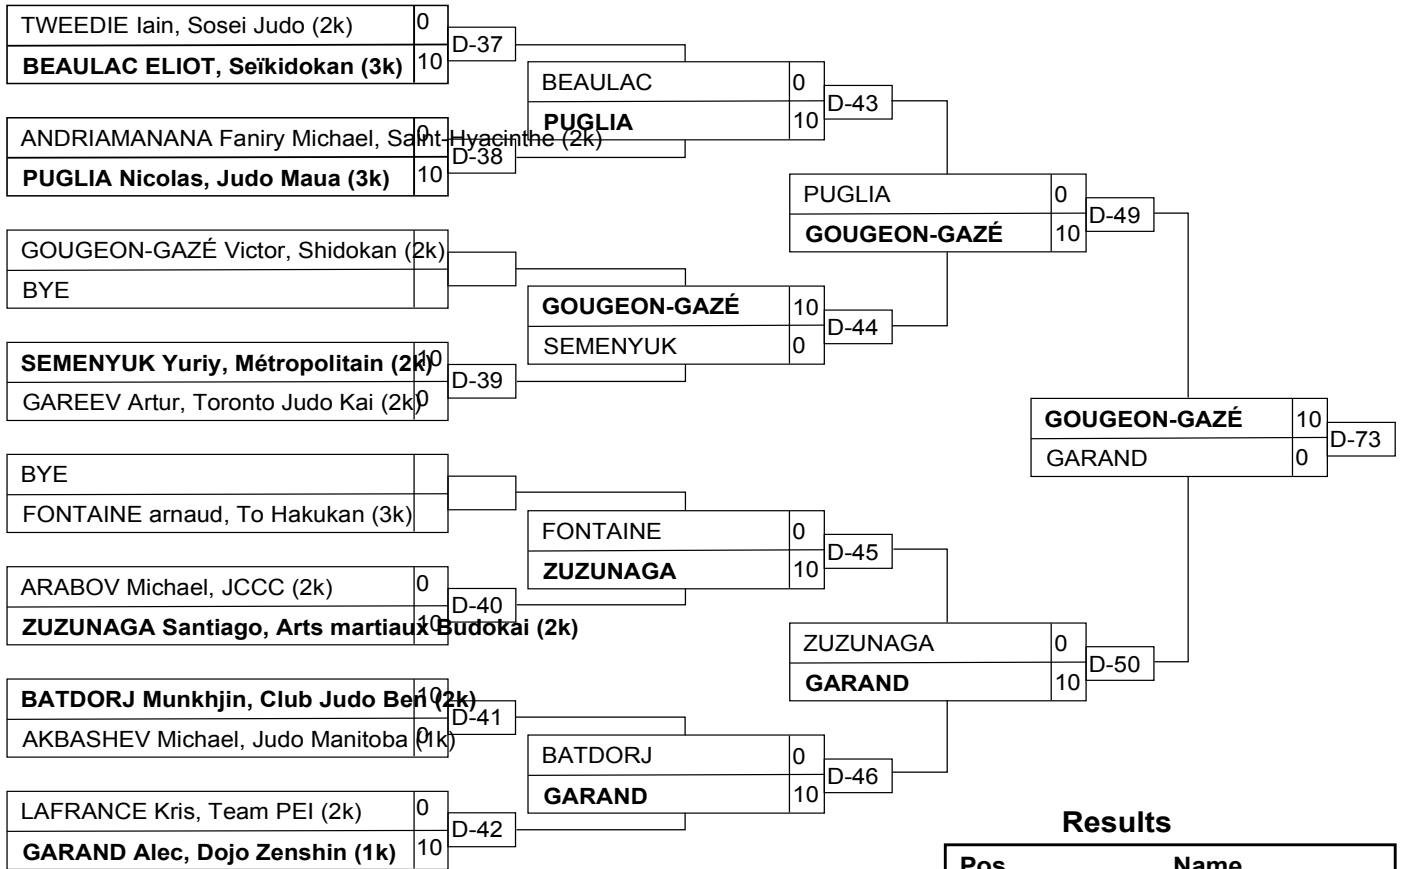 TWEEDIE Iain, Sosei Judo (2k) 0
BEAULAC ELIOT, Seïkidokan (3k) 10
D-37
ANDRIAMANANA Faniry Michael, Saint-Hyacinthe (2k) 0
PUGLIA Nicolas, Judo Maua (3k) 10
D-38
GOUGEON-GAZÉ Victor, Shidokan (2k)
BYE
SEMENYUK Yuriy, Métropolitain (2k) 10
GAREEV Artur, Toronto Judo Kai (2k) 0
D-39
BYE
FONTAINE arnaud, To Hakukan (3k)
ARABOV Michael, JCCC (2k) 0
ZUZUNAGA Santiago, Arts martiaux Budokai (2k) 10
D-40
BATDORJ Munkhjin, Club Judo Ben (2k) 10
AKBASHEV Michael, Judo Manitoba (1k) 0
D-41
LAFRANCE Kris, Team PEI (2k) 0
GARAND Alec, Dojo Zenshin (1k) 10
D-42
BEAULAC 0
PUGLIA 10
D-43
GOUGEON-GAZÉ 10
SEMENYUK 0
D-44
FONTAINE 0
ZUZUNAGA 10
D-45
BATDORJ 0
GARAND 10
D-46
PUGLIA 0
GOUGEON-GAZÉ 10
D-49
ZUZUNAGA 0
GARAND 10
D-50
GOUGEON-GAZÉ 10
GARAND 0
D-73
Results
Pos Name